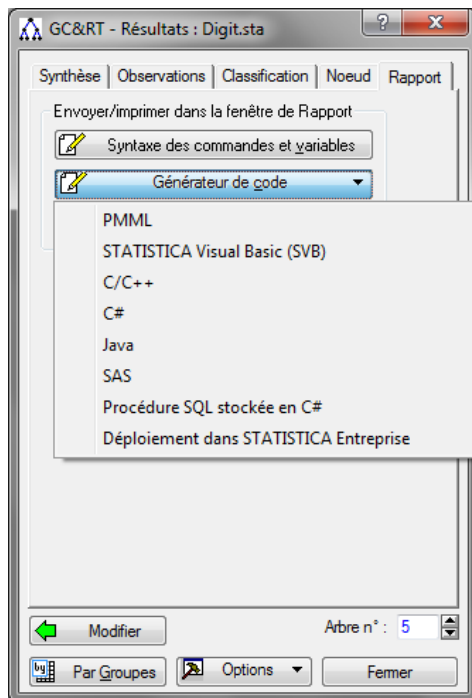 GC&RT - Résultats : Digit.sta
?
Synthèse Observations Classification Noeud Rapport
Envoyer/imprimer dans la fenêtre de Rapport
Syntaxe des commandes et variables
Générateur de code
PMML
STATISTICA Visual Basic (SVB)
C/C++
C#
Java
SAS
Procédure SQL stockée en C#
Déploiement dans STATISTICA Entreprise
Modifier Arbre n° : 5
Par Groupes Options Fermer